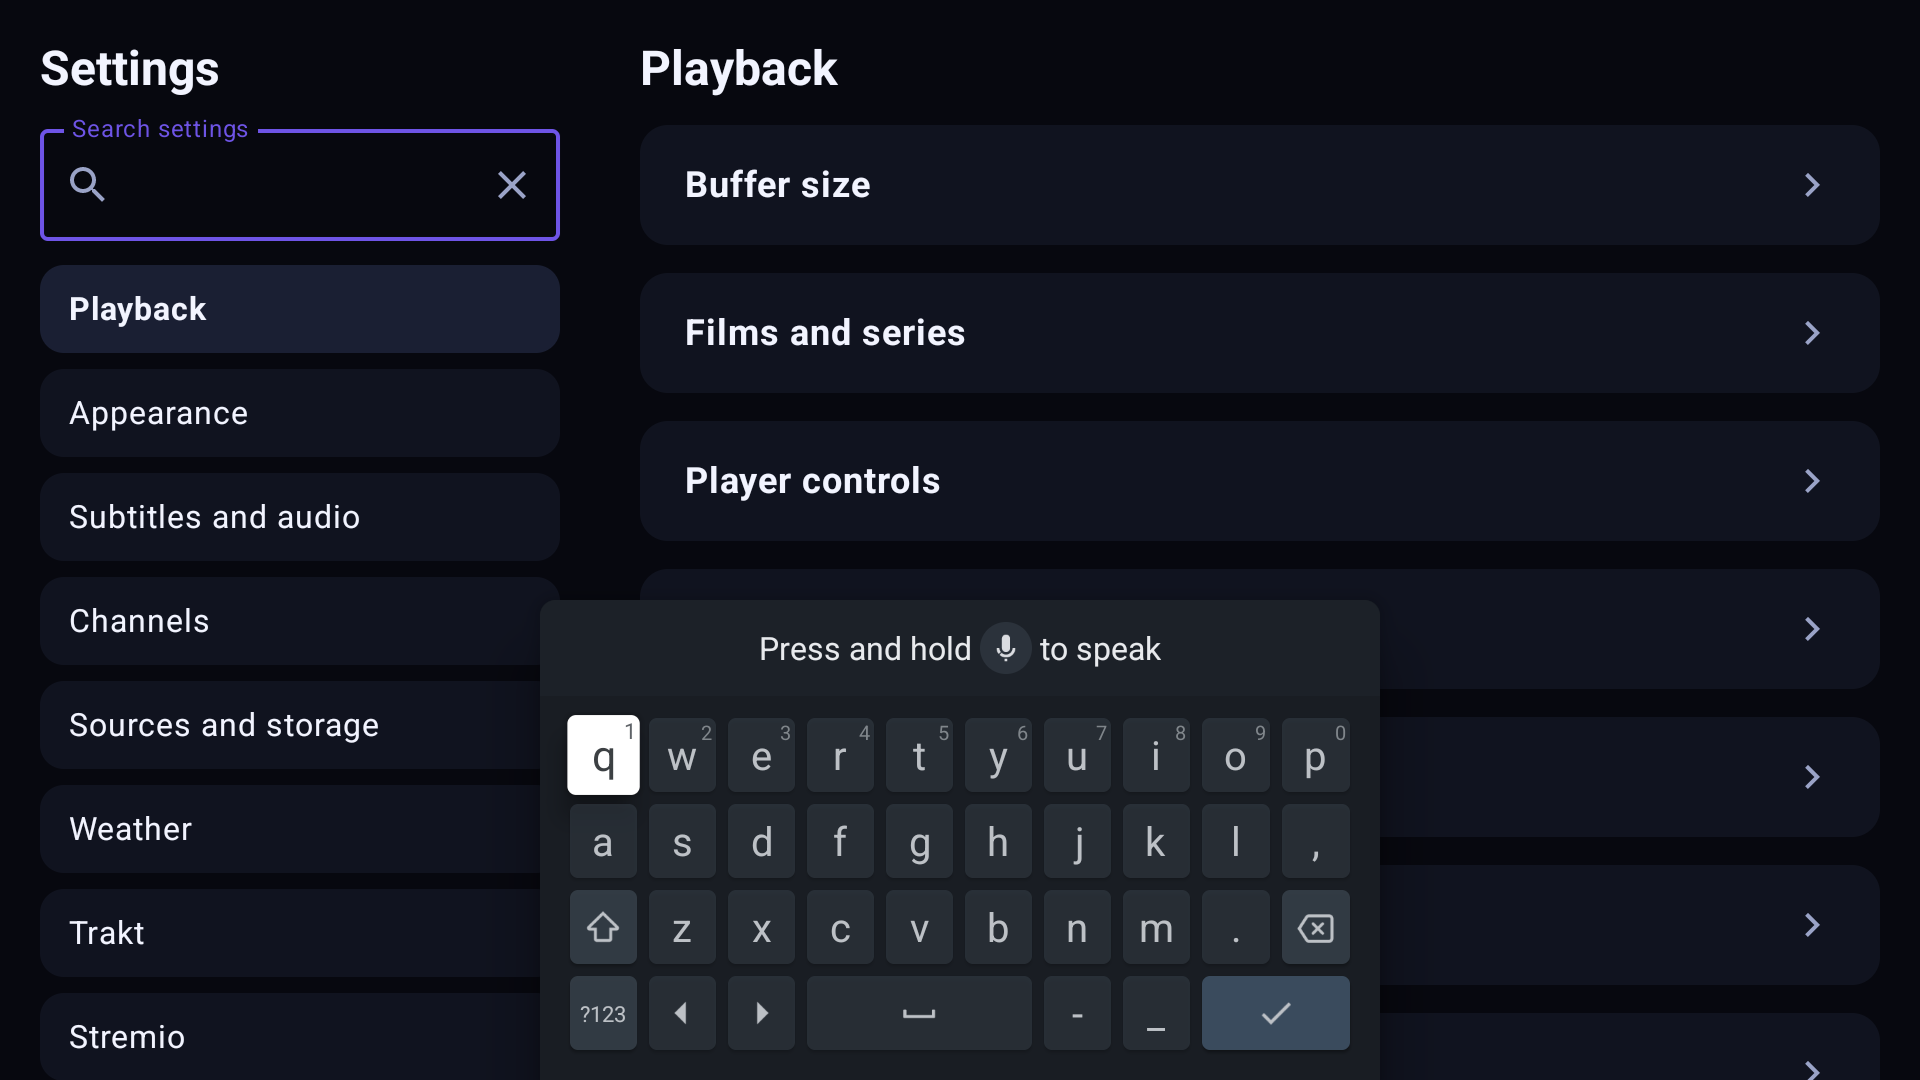 Settings
Search settings
Playback
Appearance
Subtitles and audio
Channels
Sources and storage
Weather
Trakt
Stremio
Playback
Buffer size
Films and series
Player controls
Press and hold to speak
q 1 w 2 e 3 r 4 t 5 y 6 u 7 i 8 o 9 p 0
a s d f g h j k l ,
z x c v b n m .
?123 - _